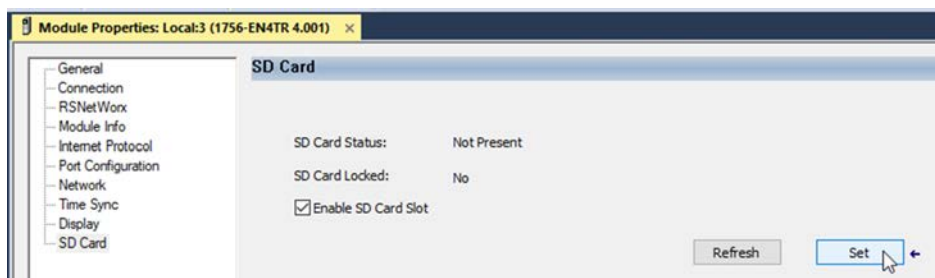 Module Properties: Local:3 (1756-EN4TR 4.001) ×
General
Connection
RSNetWorx
Module Info
Internet Protocol
Port Configuration
Network
Time Sync
Display
SD Card
SD Card
SD Card Status: Not Present
SD Card Locked: No
Enable SD Card Slot
Refresh Set